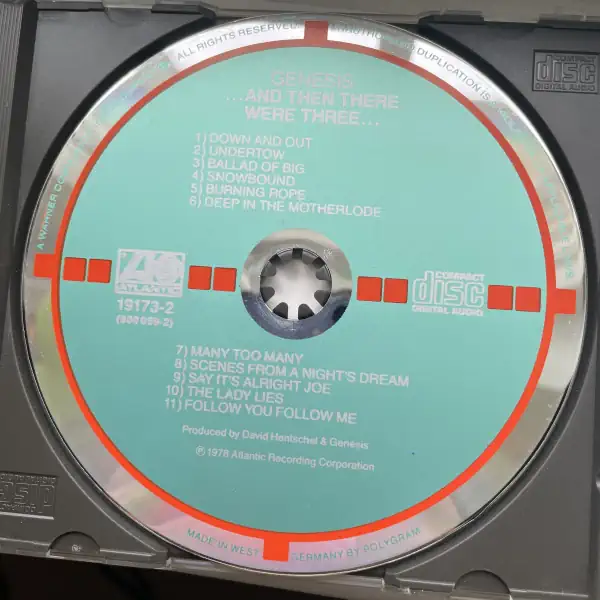 ALL RIGHTS RESERVED. UNAUTHORIZED DUPLICATION IS A
GENESIS
...AND THEN THERE
WERE THREE...
1) DOWN AND OUT
2) UNDERTOW
3) BALLAD OF BIG
4) SNOWBOUND
5) BURNING ROPE
6) DEEP IN THE MOTHERLODE
A WARNER CO
ATLANTIC
19173-2
COMPACT
disc
DIGITAL AUDIO
7) MANY TOO MANY
8) SCENES FROM A NIGHT'S DREAM
9) SAY IT'S ALRIGHT JOE
10) THE LADY LIES
11) FOLLOW YOU FOLLOW ME
Produced by David Hentschel & Genesis
℗ 1978 Atlantic Recording Corporation
MADE IN WEST GERMANY BY POLYGRAM
COMPACT
disc
DIGITAL AUDIO